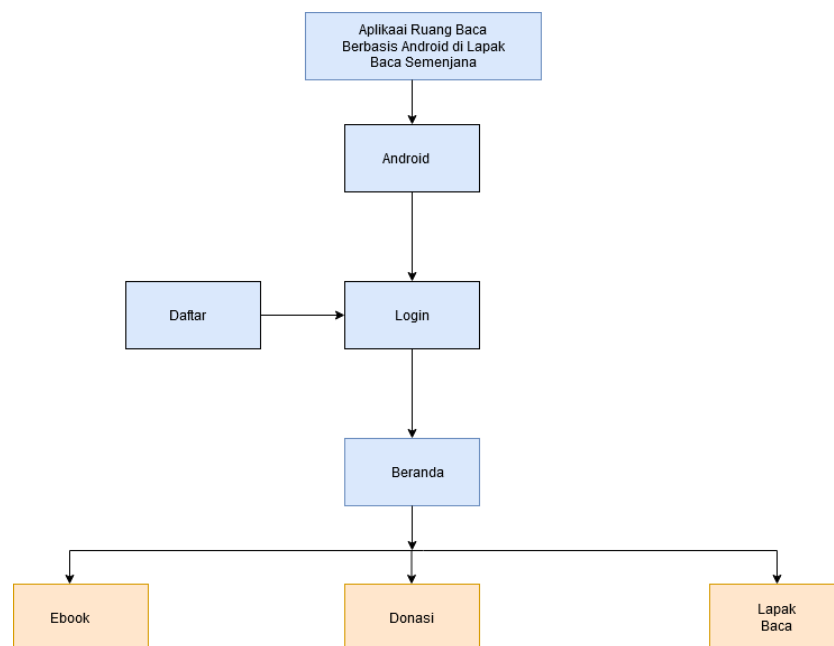 Aplikaai Ruang Baca
Berbasis Android di Lapak
Baca Semenjana
Android
Daftar
Login
Beranda
Ebook
Donasi
Lapak
Baca